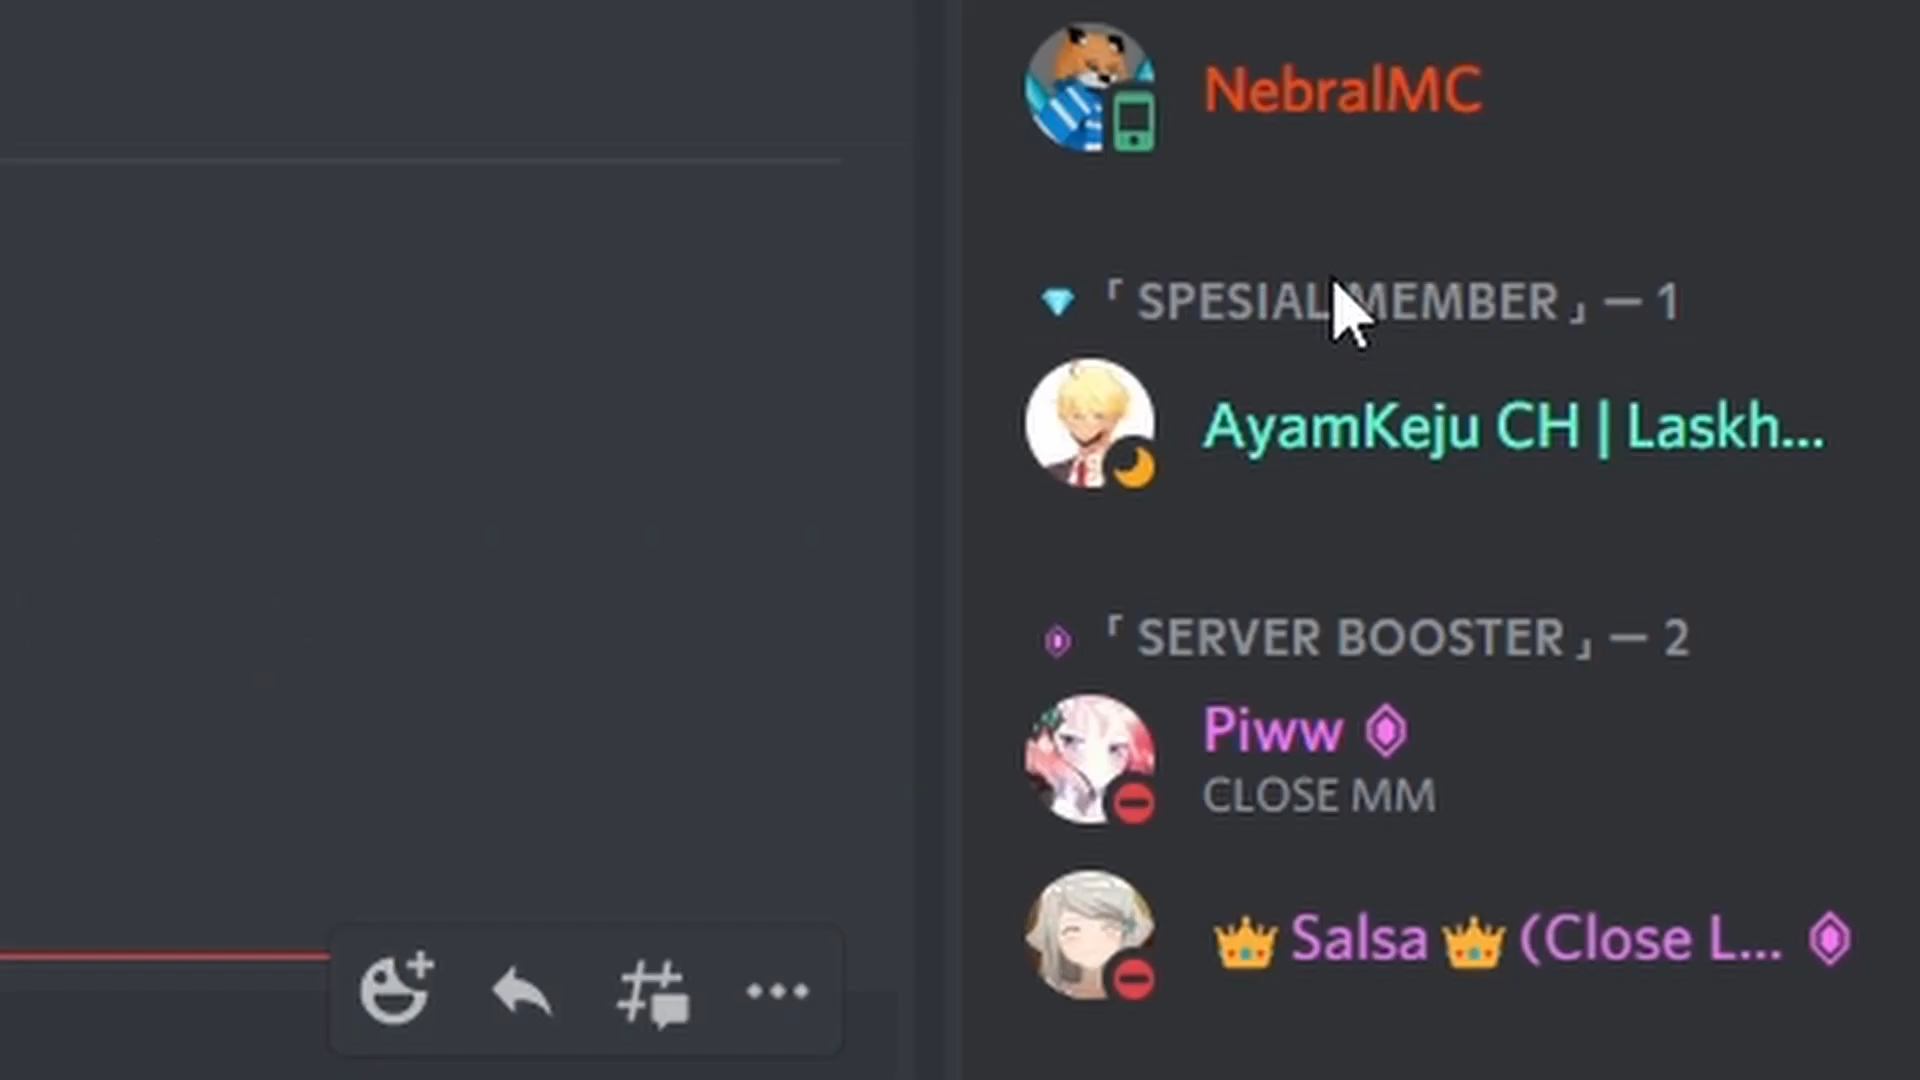 NebralMC
「 SPESIAL MEMBER 」 — 1
AyamKeju CH | Laskh...
「 SERVER BOOSTER 」 — 2
Piww
CLOSE MM
👑 Salsa 👑 (Close L...